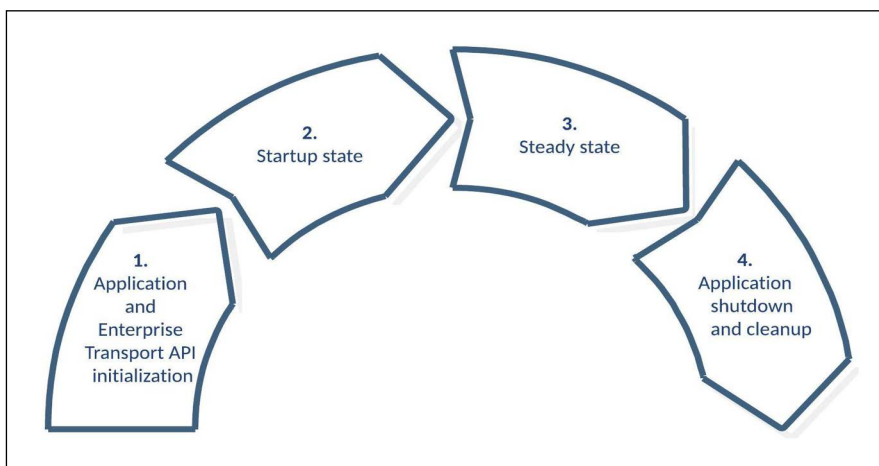 1.
Application
and
Enterprise
Transport API
initialization
2.
Startup state
3.
Steady state
4.
Application
shutdown
and cleanup